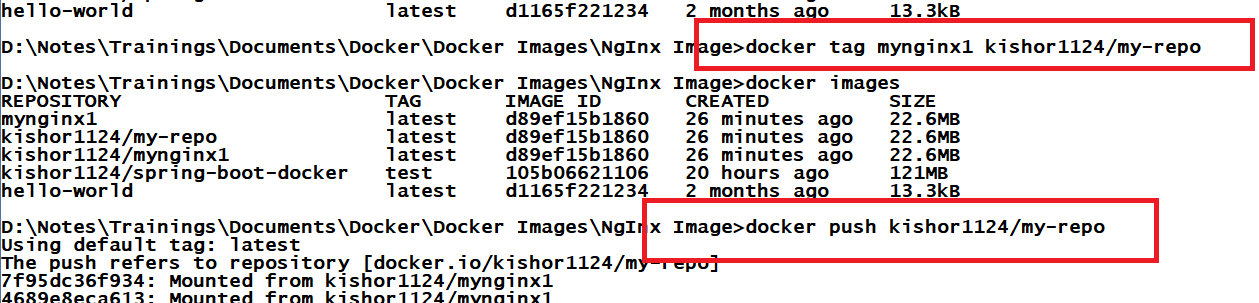 hello-world latest d1165f221234 2 months ago 13.3kB
D:\Notes\Trainings\Documents\Docker\Docker Images\NgInx Image>docker tag mynginx1 kishor1124/my-repo
D:\Notes\Trainings\Documents\Docker\Docker Images\NgInx Image>docker images
REPOSITORY TAG IMAGE ID CREATED SIZE
mynginx1 latest d89ef15b1860 26 minutes ago 22.6MB
kishor1124/my-repo latest d89ef15b1860 26 minutes ago 22.6MB
kishor1124/mynginx1 latest d89ef15b1860 26 minutes ago 22.6MB
kishor1124/spring-boot-docker test 105b06621106 20 hours ago 121MB
hello-world latest d1165f221234 2 months ago 13.3kB
D:\Notes\Trainings\Documents\Docker\Docker Images\NgInx Image>docker push kishor1124/my-repo
Using default tag: latest
The push refers to repository [docker.io/kishor1124/my-repo]
7f95dc36f934: Mounted from kishor1124/mynginx1
4689e8eca613: Mounted from kishor1124/mynginx1